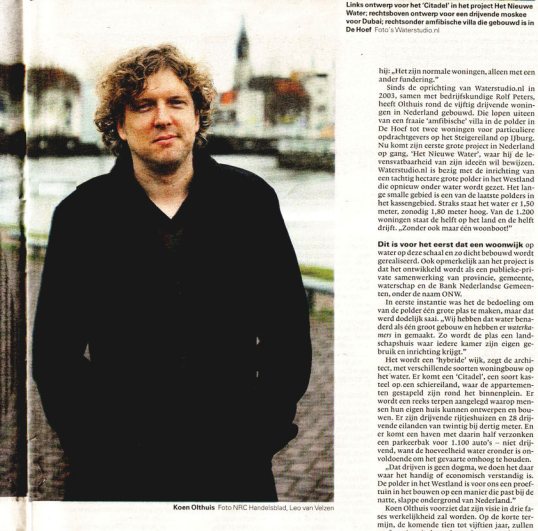 Links ontwerp voor het 'Citadel' in het project Het Nieuwe
Water; rechtsboven ontwerp voor een drijvende moskee
voor Dubai; rechtsonder amfibische villa die gebouwd is in
De Hoef Foto's Waterstudio.nl
hij: „Het zijn normale woningen, alleen met een
ander fundering."
Sinds de oprichting van Waterstudio.nl in
2003, samen met bedrijfskundige Rolf Peters,
heeft Olthuis rond de vijftig drijvende wonin-
gen in Nederland gebouwd. Die lopen uiteen
van een fraaie 'amfibische' villa in de polder in
De Hoef tot twee woningen voor particuliere
opdrachtgevers op het Steigereiland op IJburg.
Nu komt zijn eerste grote project in Nederland
op gang, 'Het Nieuwe Water', waar hij de le-
vensvatbaarheid van zijn ideeën wil bewijzen.
Waterstudio.nl is bezig met de inrichting van
een tachtig hectare grote polder in het Westland
die opnieuw onder water wordt gezet. Het lan-
ge smalle gebied is een van de laatste polders in
het kassengebied. Straks staat het water er 1,50
meter, zonodig 1,80 meter hoog. Van de 1.200
woningen staat de helft op het land en de helft
drijft. „Zonder ook maar één woonboot!"
Dit is voor het eerst dat een woonwijk op
water op deze schaal en zo dicht bebouwd wordt
gerealiseerd. Ook opmerkelijk aan het project is
dat het ontwikkeld wordt als een publieke-pri-
vate samenwerking van provincie, gemeente,
waterschap en de Bank Nederlandse Gemeen-
ten, onder de naam ONW.
In eerste instantie was het de bedoeling om
van de polder één grote plas te maken, maar dat
werd dodelijk saai. „Wij hebben dat water bena-
derd als één groot gebouw en hebben er waterka-
mers in gemaakt. Zo wordt de plas een land-
schapshuis waar iedere kamer zijn eigen ge-
bruik en inrichting krijgt."
Het wordt een 'hybride' wijk, zegt de archi-
tect, met verschillende soorten woningbouw op
het water. Er komt een 'Citadel', een soort kas-
teel op een schiereiland, waar de appartemen-
ten gestapeld zijn rond het binnenplein. Er
wordt een reeks terpen aangelegd waarop men-
sen hun eigen huis kunnen ontwerpen en bou-
wen. Er zijn drijvende rijtjeshuizen en 28 drij-
vende eilanden van twintig bij dertig meter. En
er komt een haven met daarin half verzonken
een parkeerbak voor 1.100 auto's – niet drij-
vend, want de hoeveelheid water eronder is on-
voldoende om het gevaarte omhoog te houden.
„Dat drijven is geen dogma, we doen het daar
waar het handig of economisch verstandig is.
De polder in het Westland is voor ons een proef-
tuin in het bouwen op een manier die past bij de
natte, slappe ondergrond van Nederland."
Koen Olthuis voorziet dat zijn visie in drie fa-
ses werkelijkheid zal worden. Op de korte ter-
mijn, de komende tien tot vijftien jaar, zullen
Koen Olthuis Foto NRC Handelsblad, Leo van Velzen